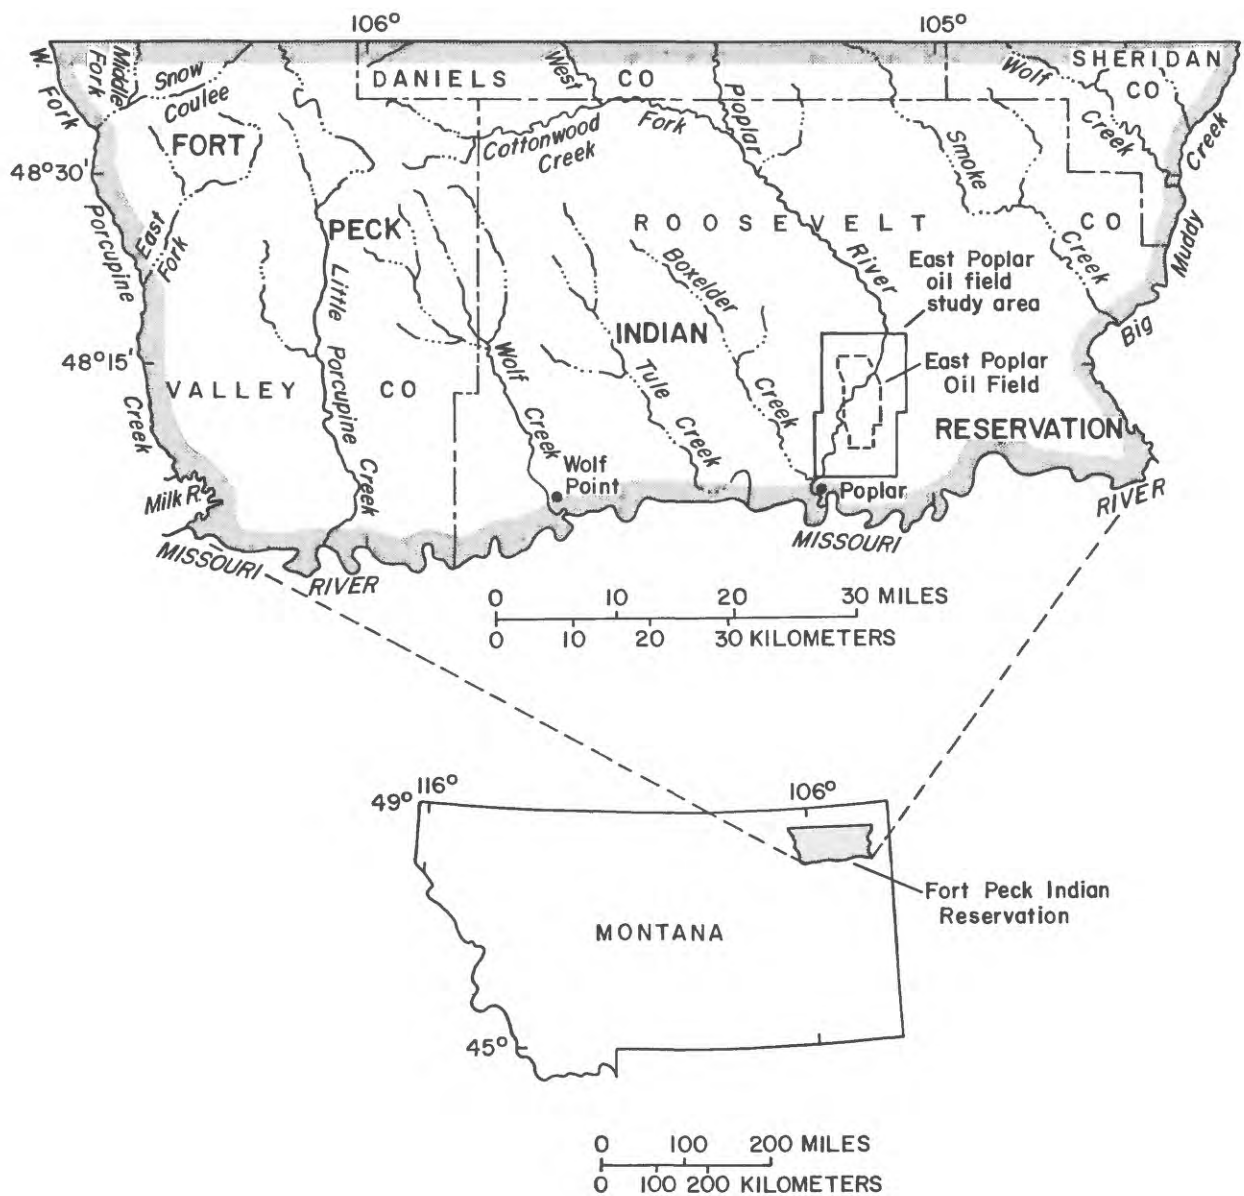 106°
105°
W. Fork
Middle Fork
Snow Coulee
DANIELS CO
West Fork
Poplar River
Wolf Creek
SHERIDAN CO
FORT
Cottonwood Creek
Smoke Creek
Big Muddy Creek
48°30'
Porcupine Creek
East Fork
PECK
ROOSEVELT CO
Little Porcupine Creek
Boxelder Creek
East Poplar
oil field
study area
INDIAN
48°15'
VALLEY CO
Wolf Creek
Tule Creek
East Poplar
Oil Field
RESERVATION
Wolf
Point
Poplar
Milk R.
MISSOURI RIVER
MISSOURI RIVER
0 10 20 30 MILES
0 10 20 30 KILOMETERS
116°
49°
106°
Fort Peck Indian
Reservation
MONTANA
45°
0 100 200 MILES
0 100 200 KILOMETERS